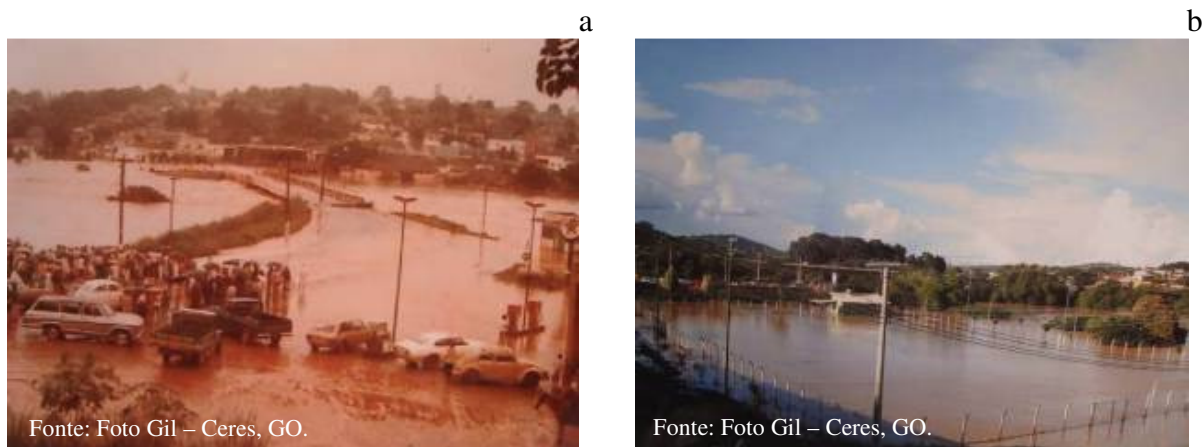 a
b
Fonte: Foto Gil – Ceres, GO.
Fonte: Foto Gil – Ceres, GO.